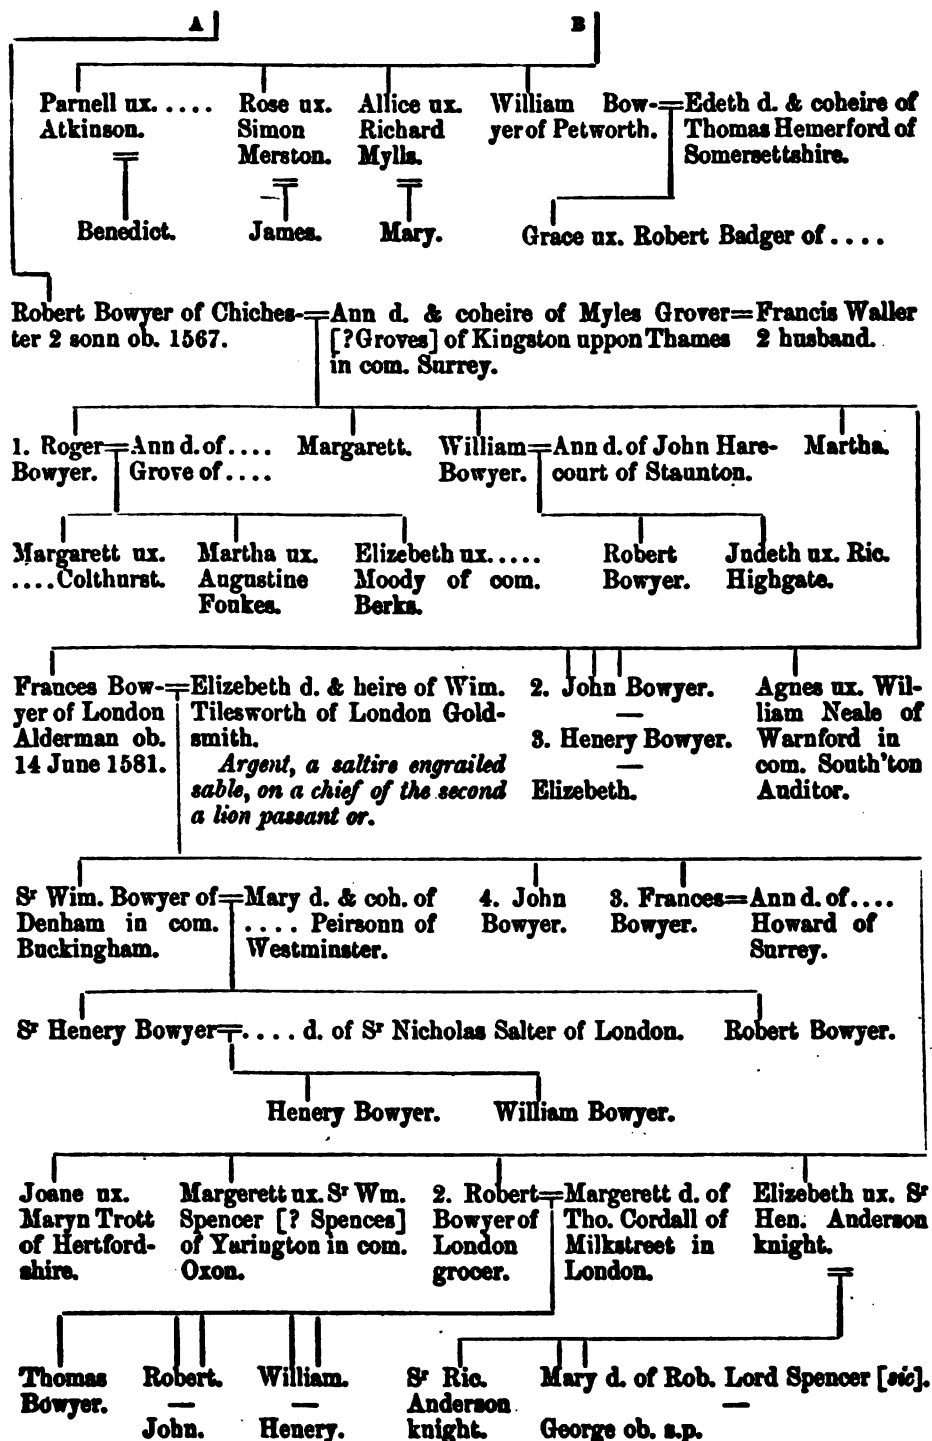 A B
Parnell ux. .... Rose ux. Allice ux. William Bow-=Edeth d. & coheire of
Atkinson. Simon Richard yer of Petworth. Thomas Hemerford of
Merston. Mylls. Somersettshire.
Benedict. James. Mary. Grace ux. Robert Badger of ....
Robert Bowyer of Chiches-=Ann d. & coheire of Myles Grover=Francis Waller
ter 2 sonn ob. 1567. [?Groves] of Kingston uppon Thames 2 husband.
in com. Surrey.
1. Roger=Ann d. of .... Margarett. William=Ann d. of John Hare- Martha.
Bowyer. Grove of .... Bowyer. court of Staunton.
Margarett ux. Martha ux. Elizebeth ux..... Robert Judeth ux. Ric.
....Colthurst. Augustine Moody of com. Bowyer. Highgate.
Foukes. Berks.
Frances Bow-=Elizebeth d. & heire of Wim. 2. John Bowyer. Agnes ux. Wil-
yer of London Tilesworth of London Gold- — liam Neale of
Alderman ob. smith. 3. Henery Bowyer. Warnford in
14 June 1581. Argent, a saltire engrailed — com. South'ton
sable, on a chief of the second Elizebeth. Auditor.
a lion passant or.
Sr Wim. Bowyer of=Mary d. & coh. of 4. John 3. Frances=Ann d. of....
Denham in com. .... Peirsonn of Bowyer. Bowyer. Howard of
Buckingham. Westminster. Surrey.
Sr Henery Bowyer=.... d. of Sr Nicholas Salter of London. Robert Bowyer.
Henery Bowyer. William Bowyer.
Joane ux. Margerett ux. Sr Wm. 2. Robert=Margerett d. of Elizebeth ux. Sr
Maryn Trott Spencer [? Spences] Bowyer of Tho. Cordall of Hen. Anderson
of Hertford- of Yarington in com. London Milkstreet in knight.
shire. Oxon. grocer. London.
Thomas Robert. William. Sr Ric. Mary d. of Rob. Lord Spencer [sic].
Bowyer. — — Anderson —
John. Henery. knight. George ob. s.p.